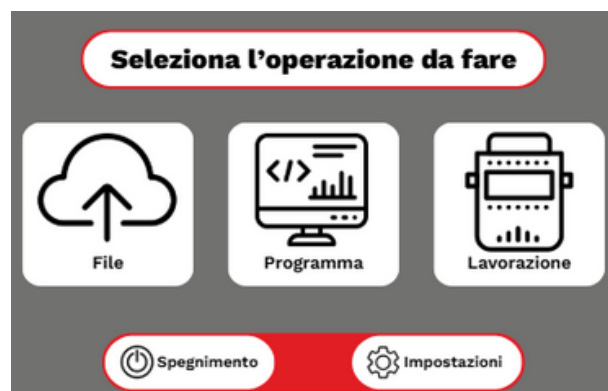 Seleziona l'operazione da fare
</>
File
Programma
Lavorazione
Spegnimento
Impostazioni